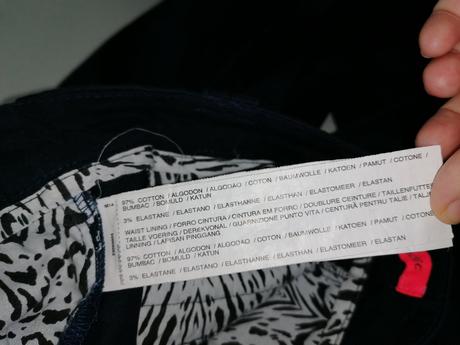 97% COTTON / ALGODON / ALGODÃO / COTON / BAUMWOLLE / KATOEN / PAMUT / COTONE /
BUMBAC / BOMULD / KATUN
3% ELASTANE / ELASTANO / ELASTHANNE / ELASTHAN / ELASTOMEER / ELASTAN
WAIST LINING / FORRO CINTURA / CINTURA EM FORRO / DOUBLURE CEINTURE / TAILLENFUTTER
TAILLE VOERING / DEREKVONAL / GUARNIZIONE PUNTO VITA / CENTURĂ PENTRU TALIE /
LINNING / LAPISAN PINGGANG
97% COTTON / ALGODON / ALGODÃO / COTON / BAUMWOLLE / KATOEN / PAMUT / COTONE /
BUMBAC / BOMULD / KATUN
3% ELASTANE / ELASTANO / ELASTHANNE / ELASTHAN / ELASTOMEER / ELASTAN